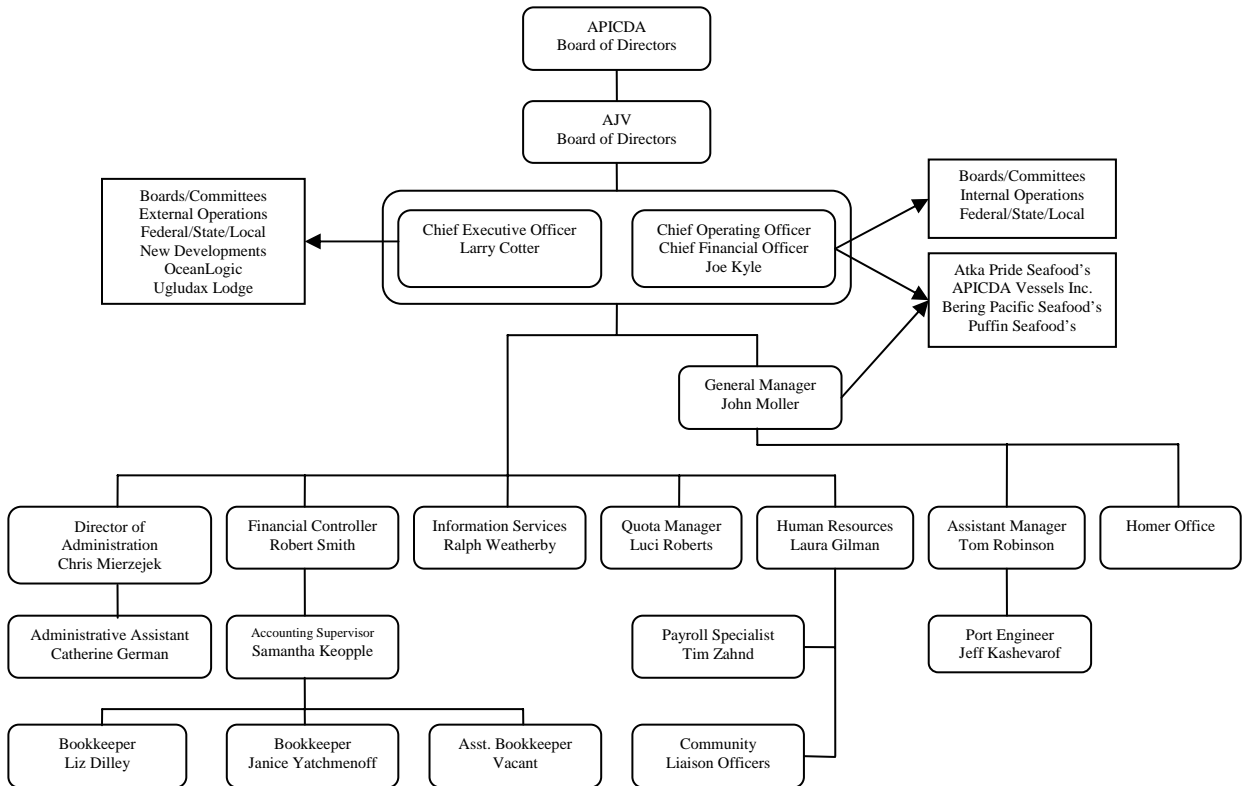 APICDA
Board of Directors
AJV
Board of Directors
Boards/Committees
External Operations
Federal/State/Local
New Developments
OceanLogic
Ugludax Lodge
Chief Executive Officer
Larry Cotter
Chief Operating Officer
Chief Financial Officer
Joe Kyle
Boards/Committees
Internal Operations
Federal/State/Local
Atka Pride Seafood's
APICDA Vessels Inc.
Bering Pacific Seafood's
Puffin Seafood's
General Manager
John Moller
Director of
Administration
Chris Mierzejek
Financial Controller
Robert Smith
Information Services
Ralph Weatherby
Quota Manager
Luci Roberts
Human Resources
Laura Gilman
Assistant Manager
Tom Robinson
Homer Office
Administrative Assistant
Catherine German
Accounting Supervisor
Samantha Keopple
Payroll Specialist
Tim Zahnd
Port Engineer
Jeff Kashevarof
Bookkeeper
Liz Dilley
Bookkeeper
Janice Yatchmenoff
Asst. Bookkeeper
Vacant
Community
Liaison Officers